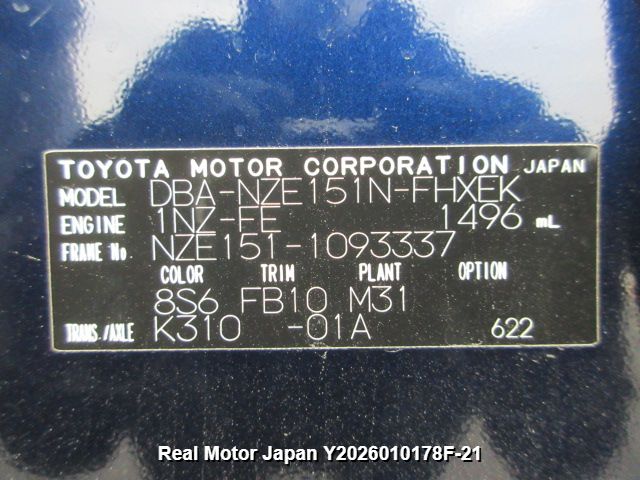 TOYOTA MOTOR CORPORATION JAPAN
MODEL DBA-NZE151N-FHXEK
ENGINE 1NZ-FE 1496 mL
FRAME No NZE151-1093337
COLOR TRIM PLANT OPTION
8S6 FB10 M31
TRANS./AXLE K310 -01A 622
Real Motor Japan Y2026010178F-21